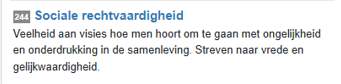 244 Sociale rechtvaardigheid
Veelheid aan visies hoe men hoort om te gaan met ongelijkheid
en onderdrukking in de samenleving. Streven naar vrede en
gelijkwaardigheid.